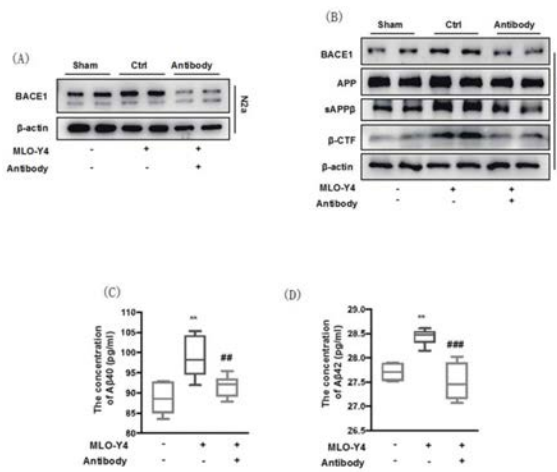 (A)
Sham Ctrl Antibody
BACE1
β-actin
N2a
MLO-Y4 - + +
Antibody - +
(B)
Sham Ctrl Antibody
BACE1
APP
sAPPβ
β-CTF
β-actin
MLO-Y4 - + +
Antibody - +
(C)
The concentration
of Aβ40 (pg/ml)
110
105
100
95
90
85
80
**
##
MLO-Y4 - + +
Antibody - +
(D)
The concentration
of Aβ42 (pg/ml)
29.0
28.5
28.0
27.5
27.0
26.5
**
###
MLO-Y4 - + +
Antibody - +